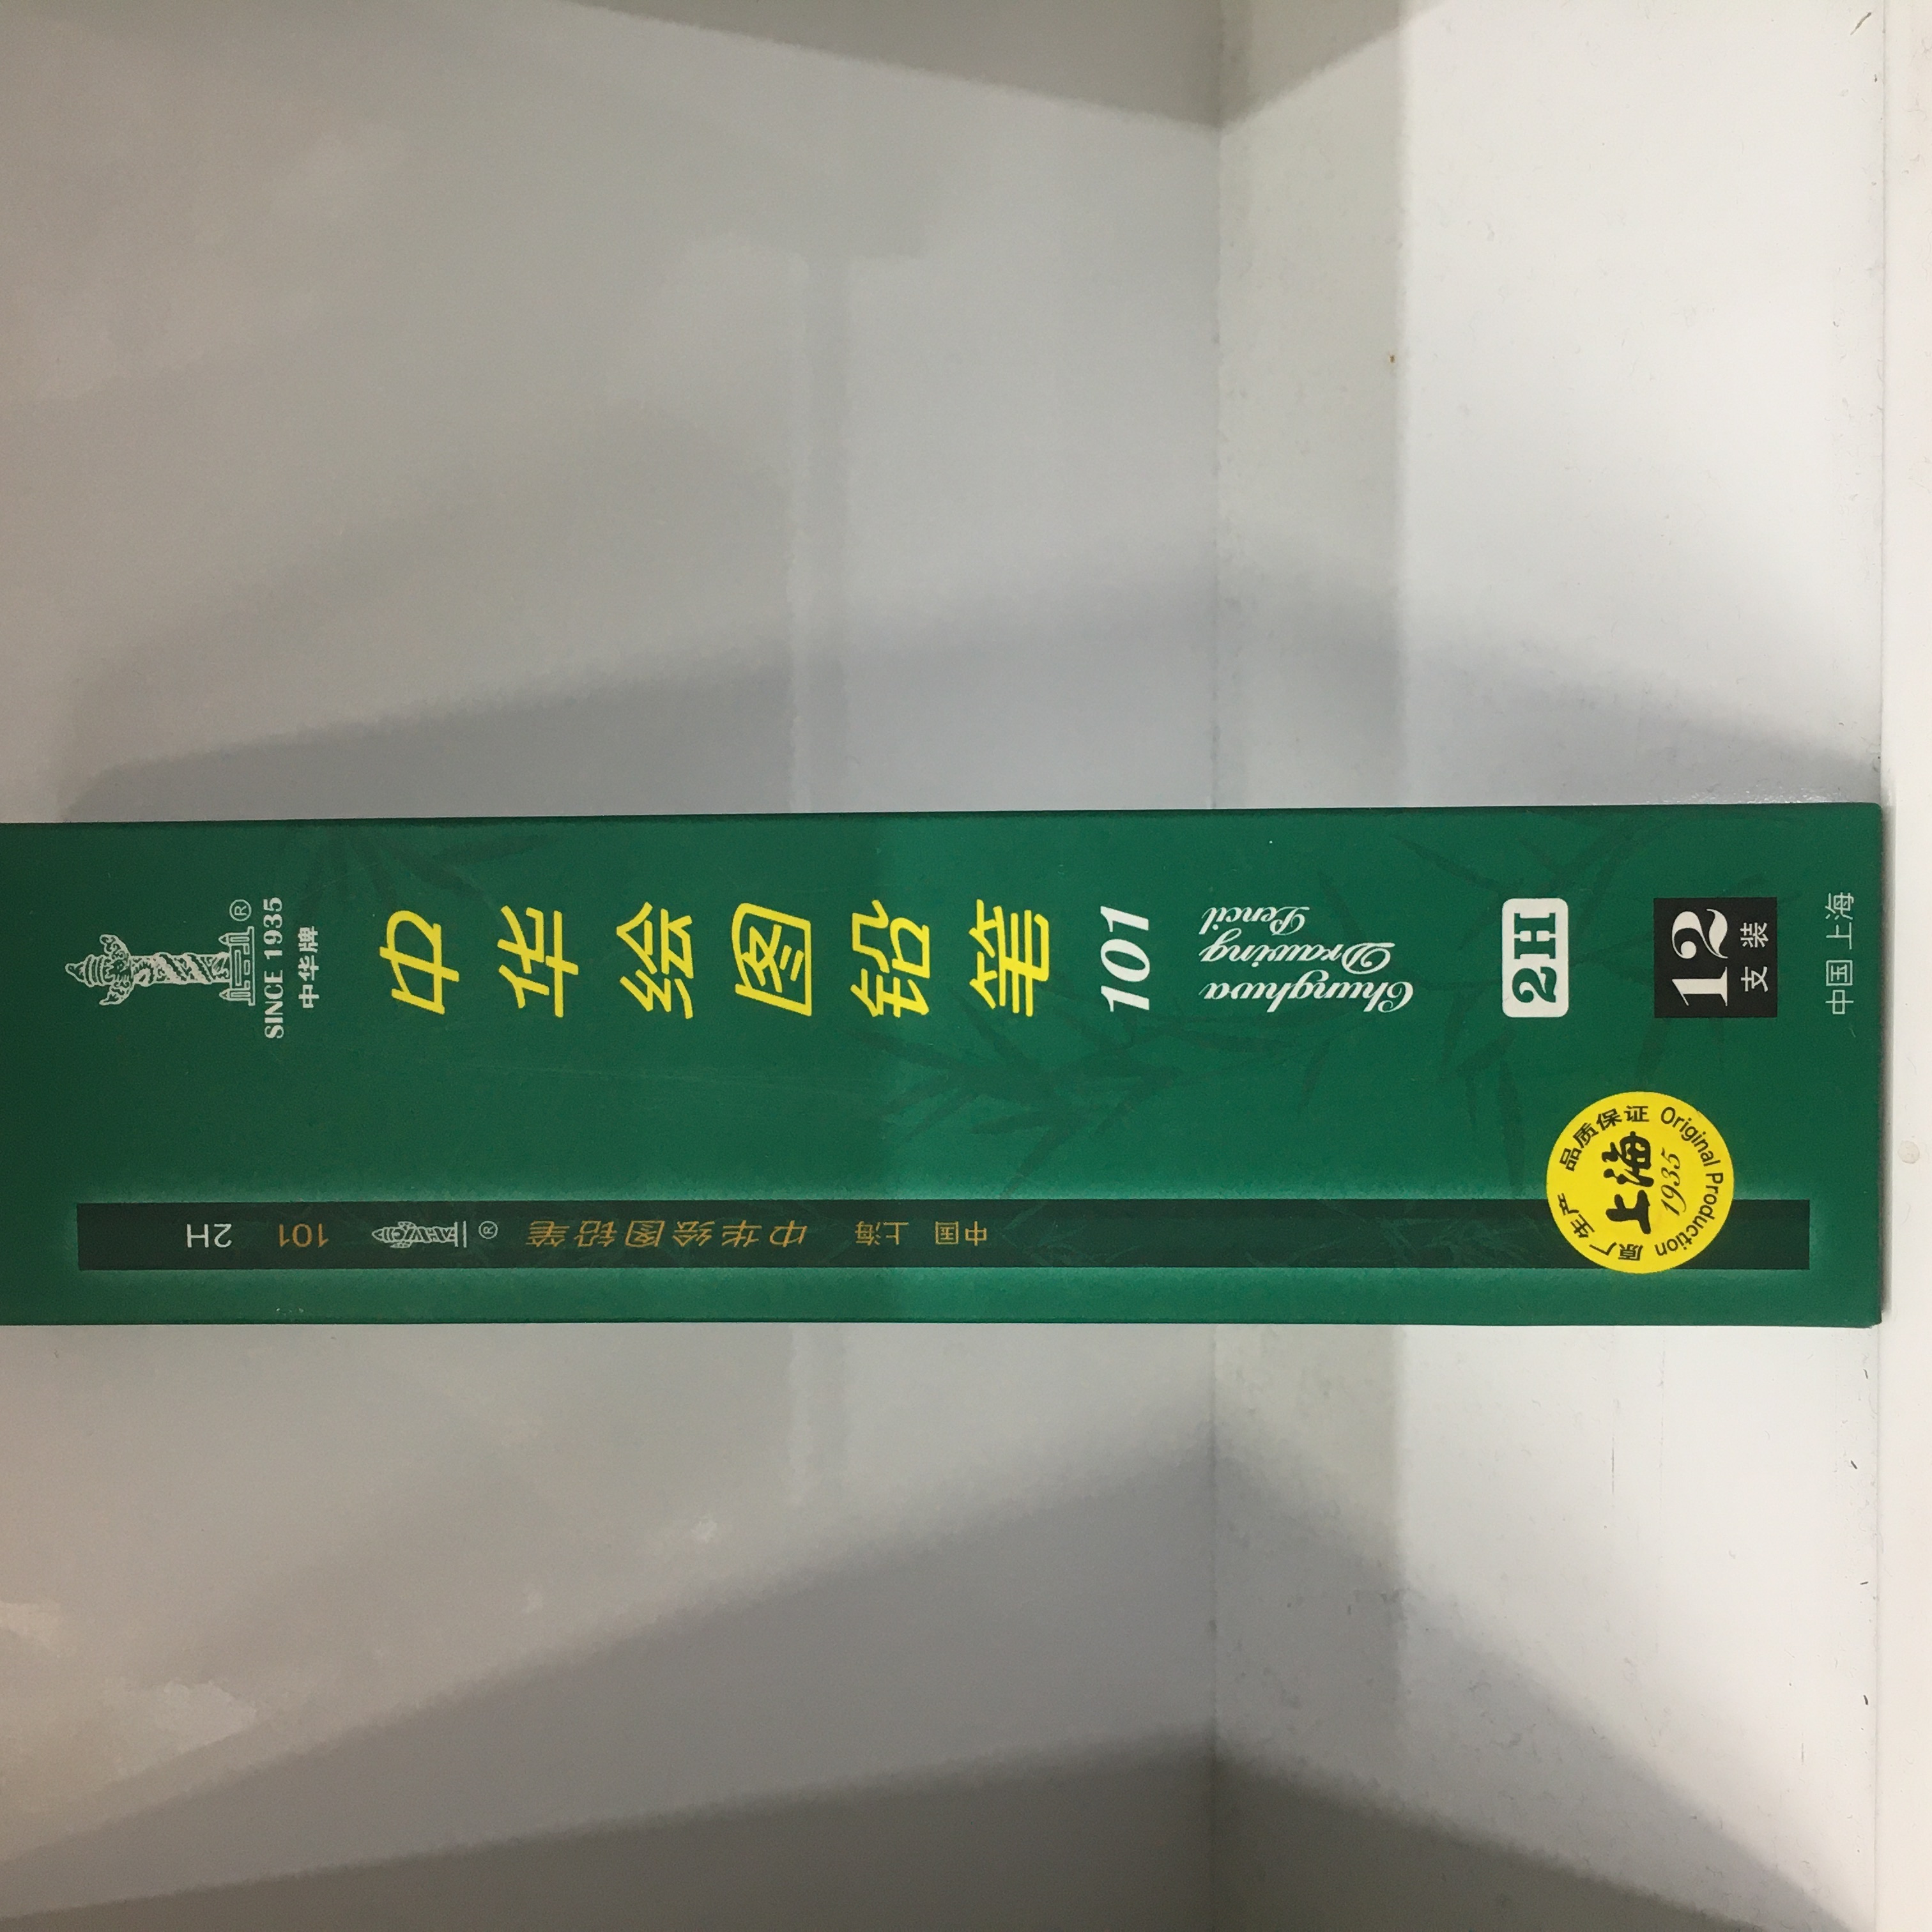 ®
SINCE 1935
中华牌
中华绘图铅笔
101
Chunghwa
Drawing
Pencil
2H
12
支装
中国 上海
品质保证
Original Production
原厂生产
上海
1935
中国 上海 中华绘图铅笔 ® 101 2H